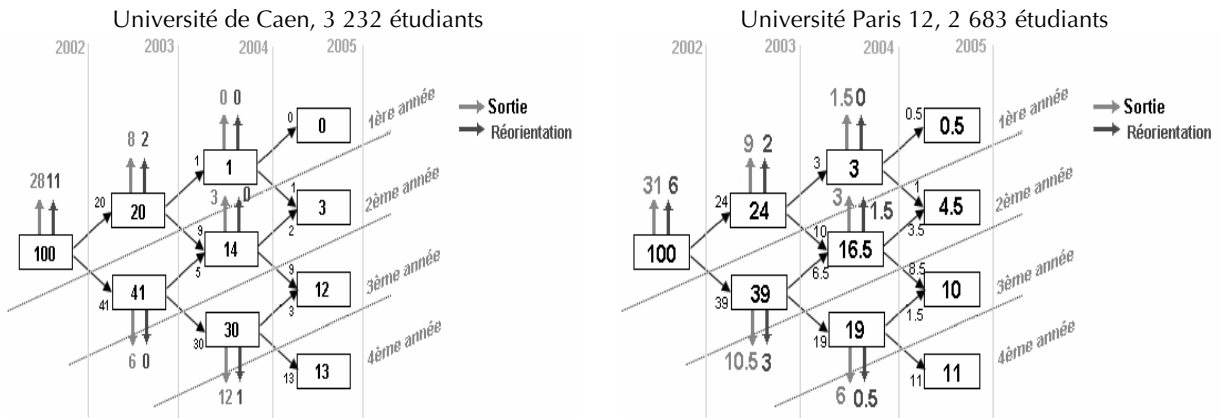 Université de Caen, 3 232 étudiants
2002 2003 2004 2005
0 0
0 0
1ère année
8 2
1 1
28 11
20 20
3 0
1 3
2ème année
100
9 14
5
2
41 41
9 12
3ème année
6 0
30 30
3
13 13
4ème année
12 1
Sortie
Réorientation
Université Paris 12, 2 683 étudiants
2002 2003 2004 2005
1.5 0
0.5 0.5
1ère année
9 2
3 3
31 6
24 24
3 1.5
1 4.5
2ème année
100
10 16.5
6.5
3.5
39 39
8.5 10
3ème année
10.5 3
19 19
1.5
11 11
4ème année
6 0.5
Sortie
Réorientation